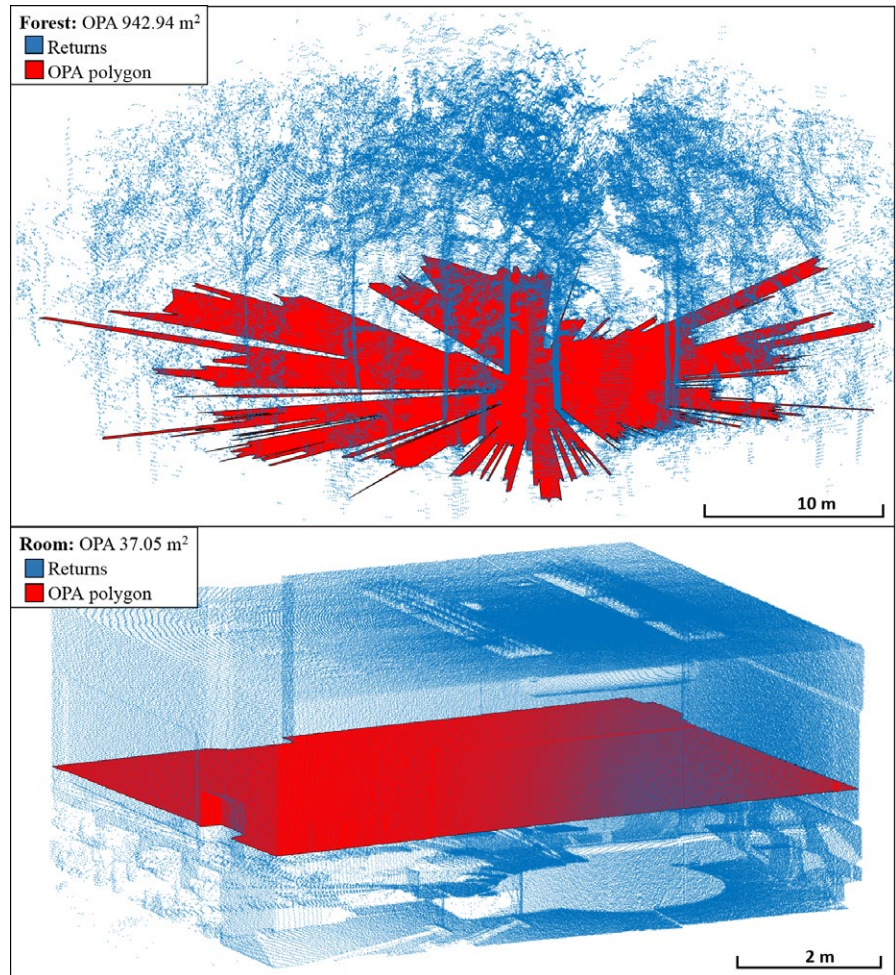 Forest: OPA 942.94 m²
Returns
OPA polygon
10 m
Room: OPA 37.05 m²
Returns
OPA polygon
2 m